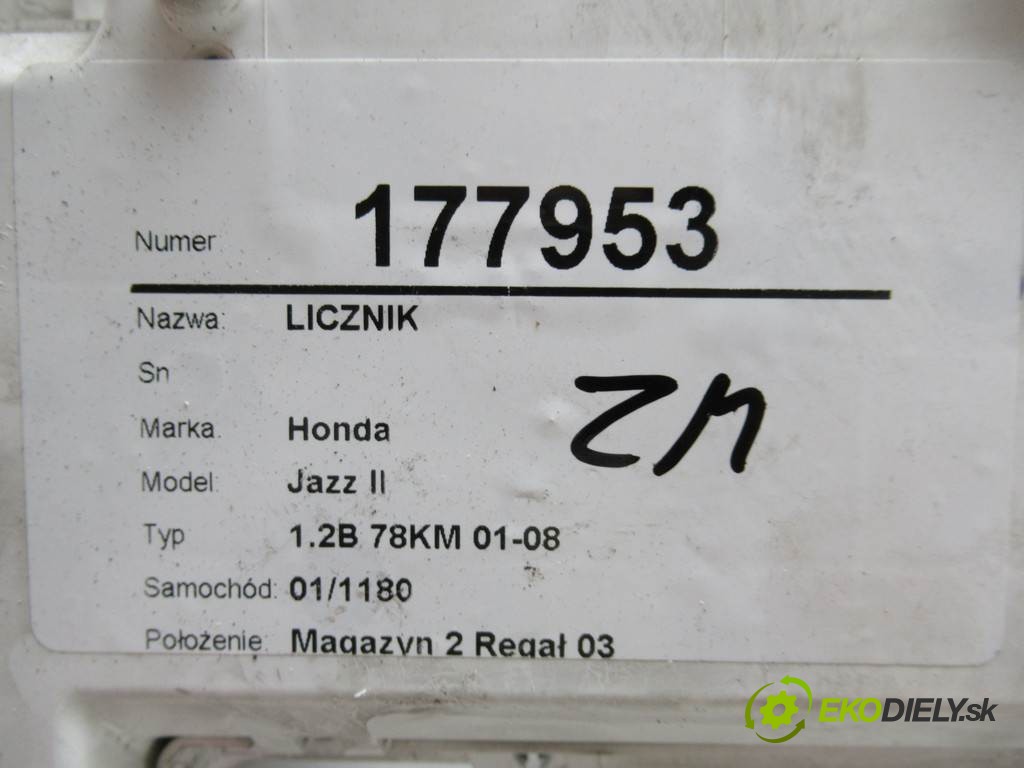 Numer 177953
Nazwa: LICZNIK
Sn
Marka. Honda
Model: Jazz II
Typ 1.2B 78KM 01-08
Samochód: 01/1180
Położenie: Magazyn 2 Regał 03
EKODIELY.sk